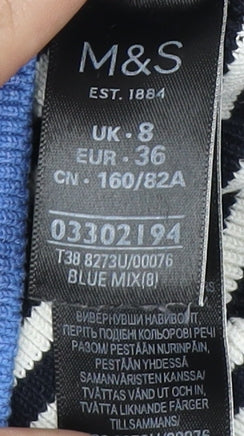 M&S
EST. 1884
UK · 8
EUR · 36
CN · 160/82A
03302194
T38 8273U/00076
BLUE MIX(8)
ВИВЕРНУВШИ НАВИВОРІТ.
ПЕРІТЬ ПОДІБНІ КОЛЬОРОВІ РЕЧІ
РАЗОМ/ PESTÄÄN NURINPÄIN,
PESTÄÄN YHDESSÄ
SAMANVÄRISTEN KANSSA/
TVÄTTAS VÄND UT OCH IN,
TVÄTTA LIKNANDE FÄRGER
TILLSAMMANS/